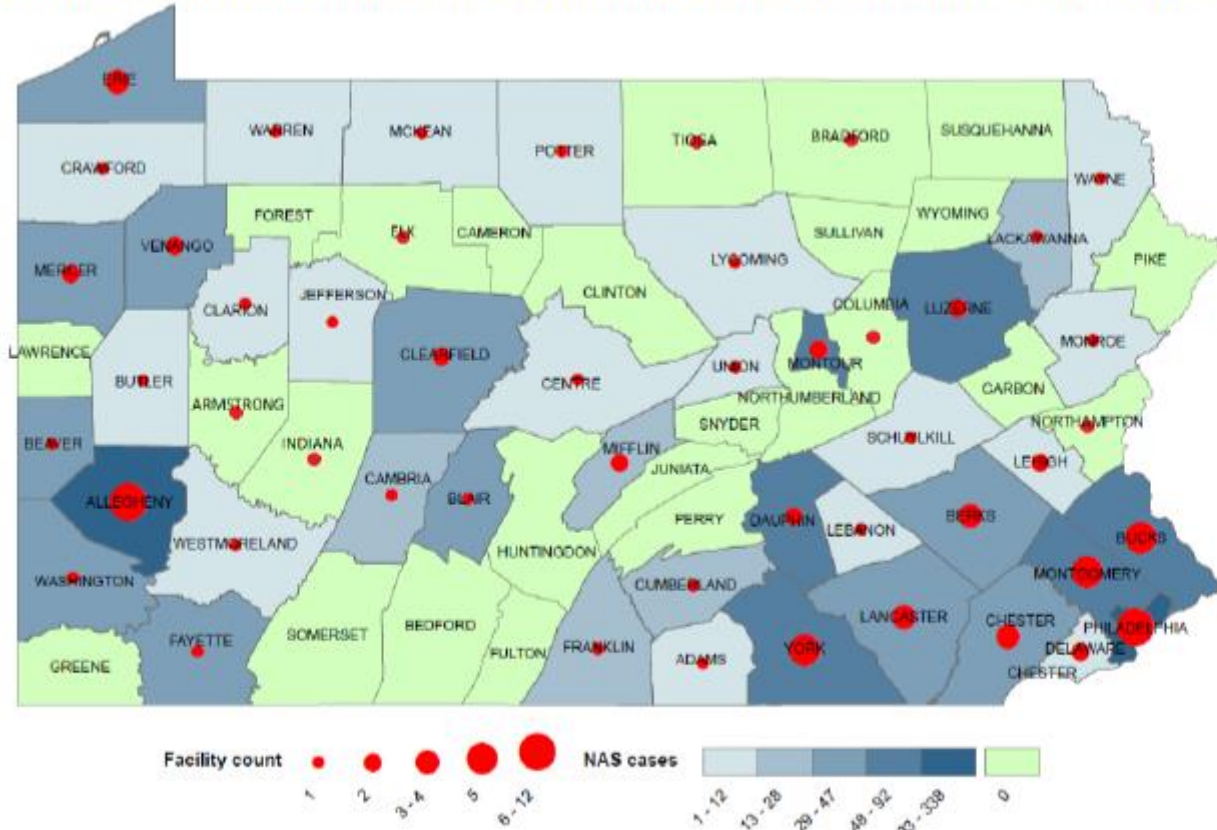 ERIE
WARREN
MCKEAN
POTTER
TIOGA
BRADFORD
SUSQUEHANNA
CRAWFORD
WAYNE
FOREST
ELK
CAMERON
WYOMING
LACKAWANNA
SULLIVAN
VENANGO
MERCER
CLARION
JEFFERSON
CLINTON
LYCOMING
PIKE
COLUMBIA
LUZERNE
LAWRENCE
CLEARFIELD
MONROE
BUTLER
CENTRE
UNION
MONTOUR
CARBON
ARMSTRONG
NORTHUMBERLAND
SNYDER
NORTHAMPTON
BEAVER
INDIANA
MIFFLIN
SCHUYLKILL
CAMBRIA
JUNIATA
LEHIGH
ALLEGHENY
BLAIR
PERRY
DAUPHIN
LEBANON
BERKS
BUCKS
WESTMORELAND
HUNTINGDON
WASHINGTON
CUMBERLAND
MONTGOMERY
LANCASTER
CHESTER
PHILADELPHIA
SOMERSET
BEDFORD
FAYETTE
FULTON
FRANKLIN
ADAMS
YORK
DELAWARE
GREENE
CHESTER
Facility count
1
2
3 - 4
5
6 - 12
NAS cases
1 - 12
13 - 28
29 - 47
48 - 92
93 - 338
0